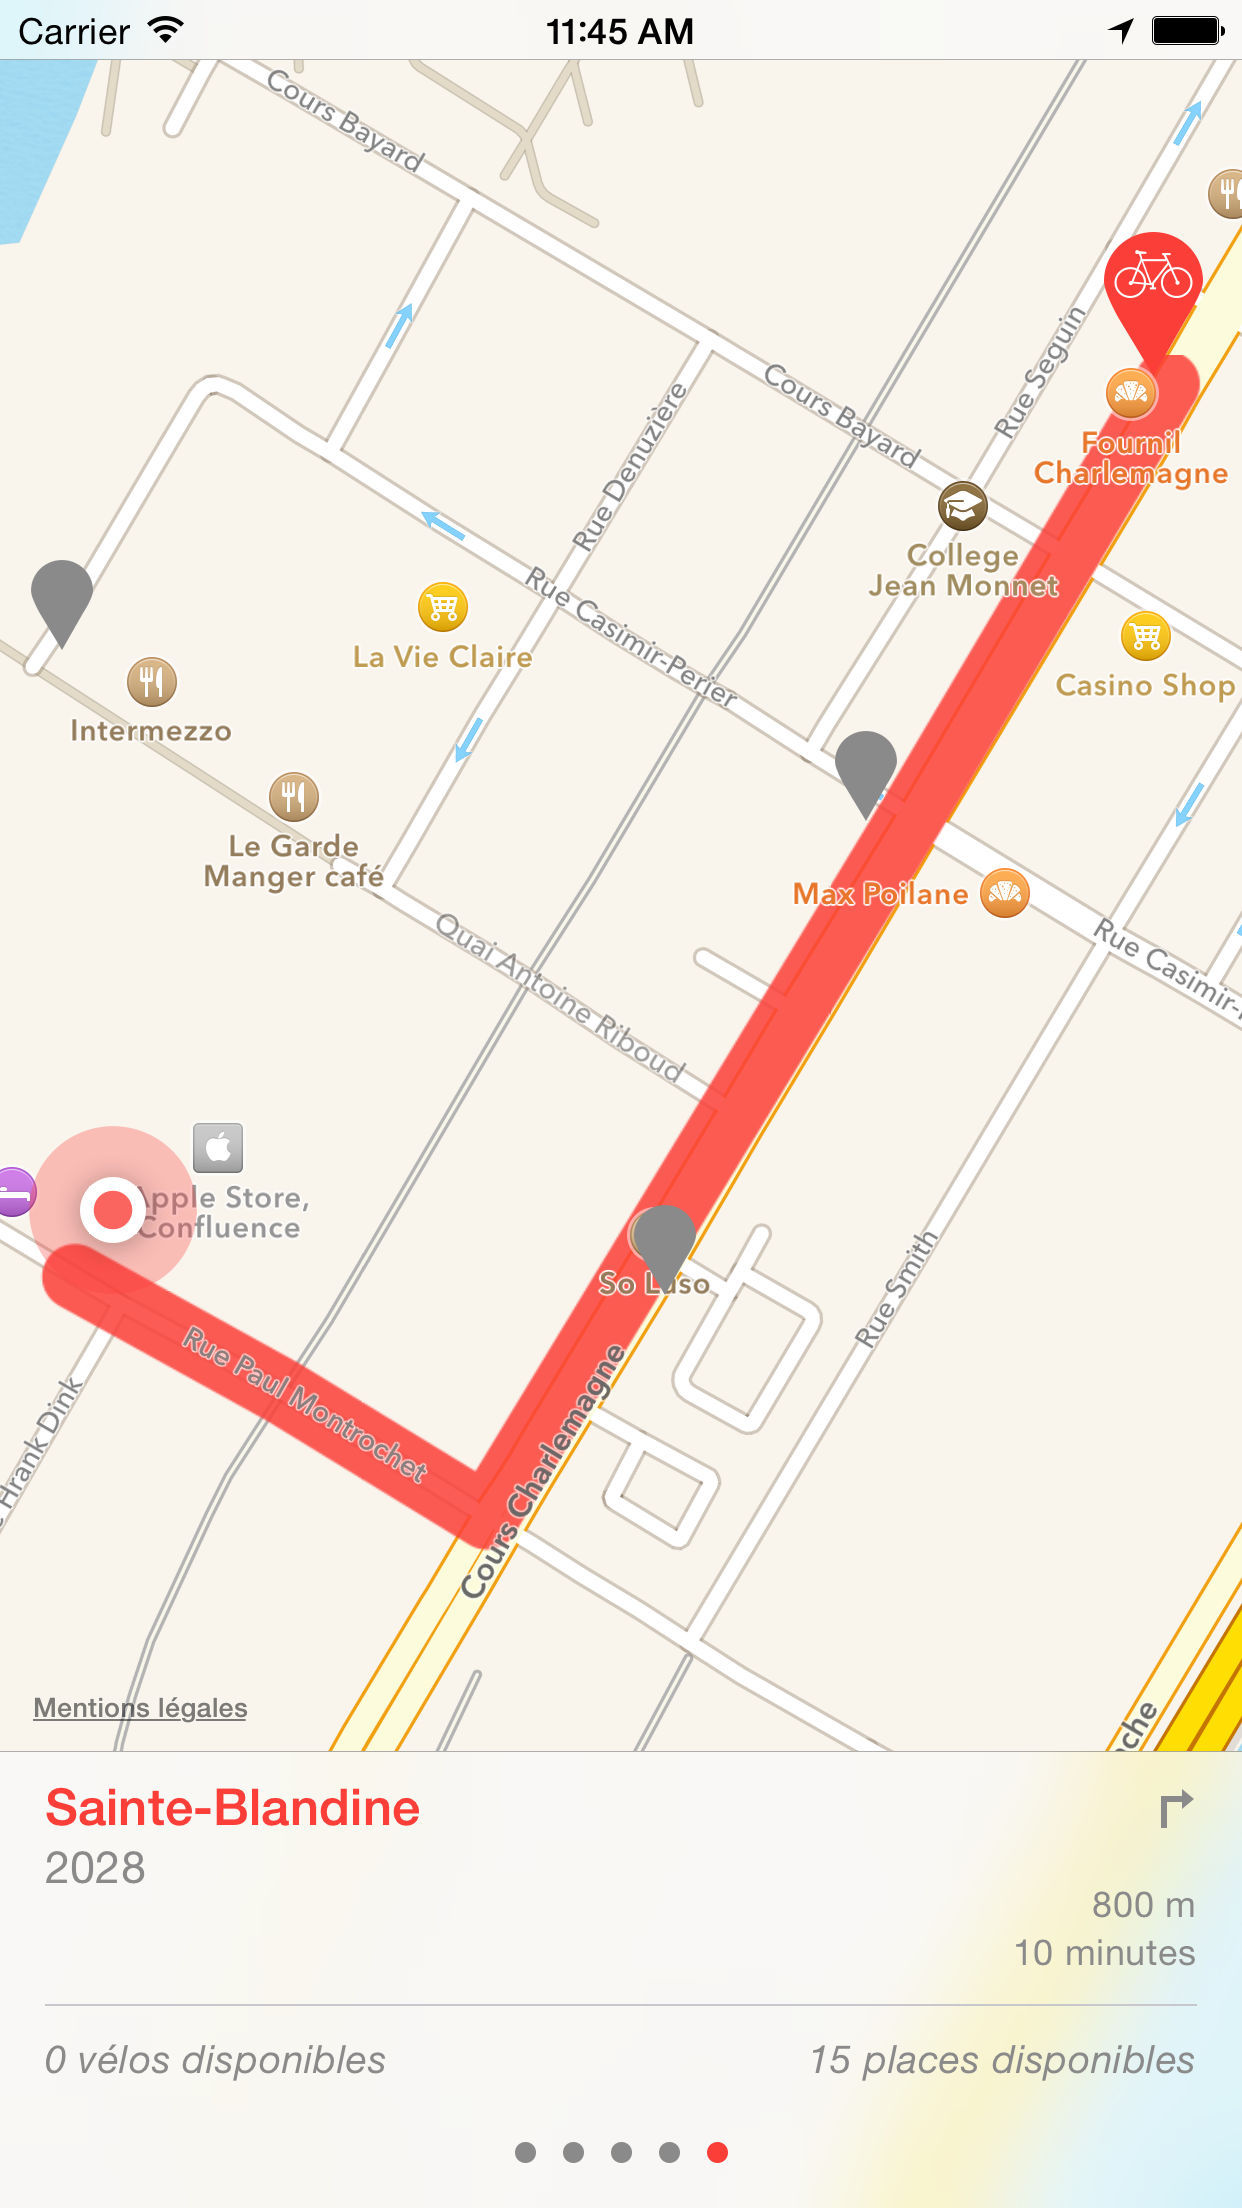 Carrier
11:45 AM
Cours Bayard
Rue Seguin
Cours Bayard
Rue Denuzière
Fournil
Charlemagne
College
Jean Monnet
Rue Casimir-Perier
La Vie Claire
Casino Shop
Intermezzo
Le Garde
Manger café
Max Poilane
Quai Antoine Riboud
Rue Casimir-
Apple Store,
Confluence
So Luso
Rue Smith
Rue Paul Montrochet
Hrank Dink
Cours Charlemagne
Mentions légales
oche
Sainte-Blandine
2028
800 m
10 minutes
0 vélos disponibles
15 places disponibles